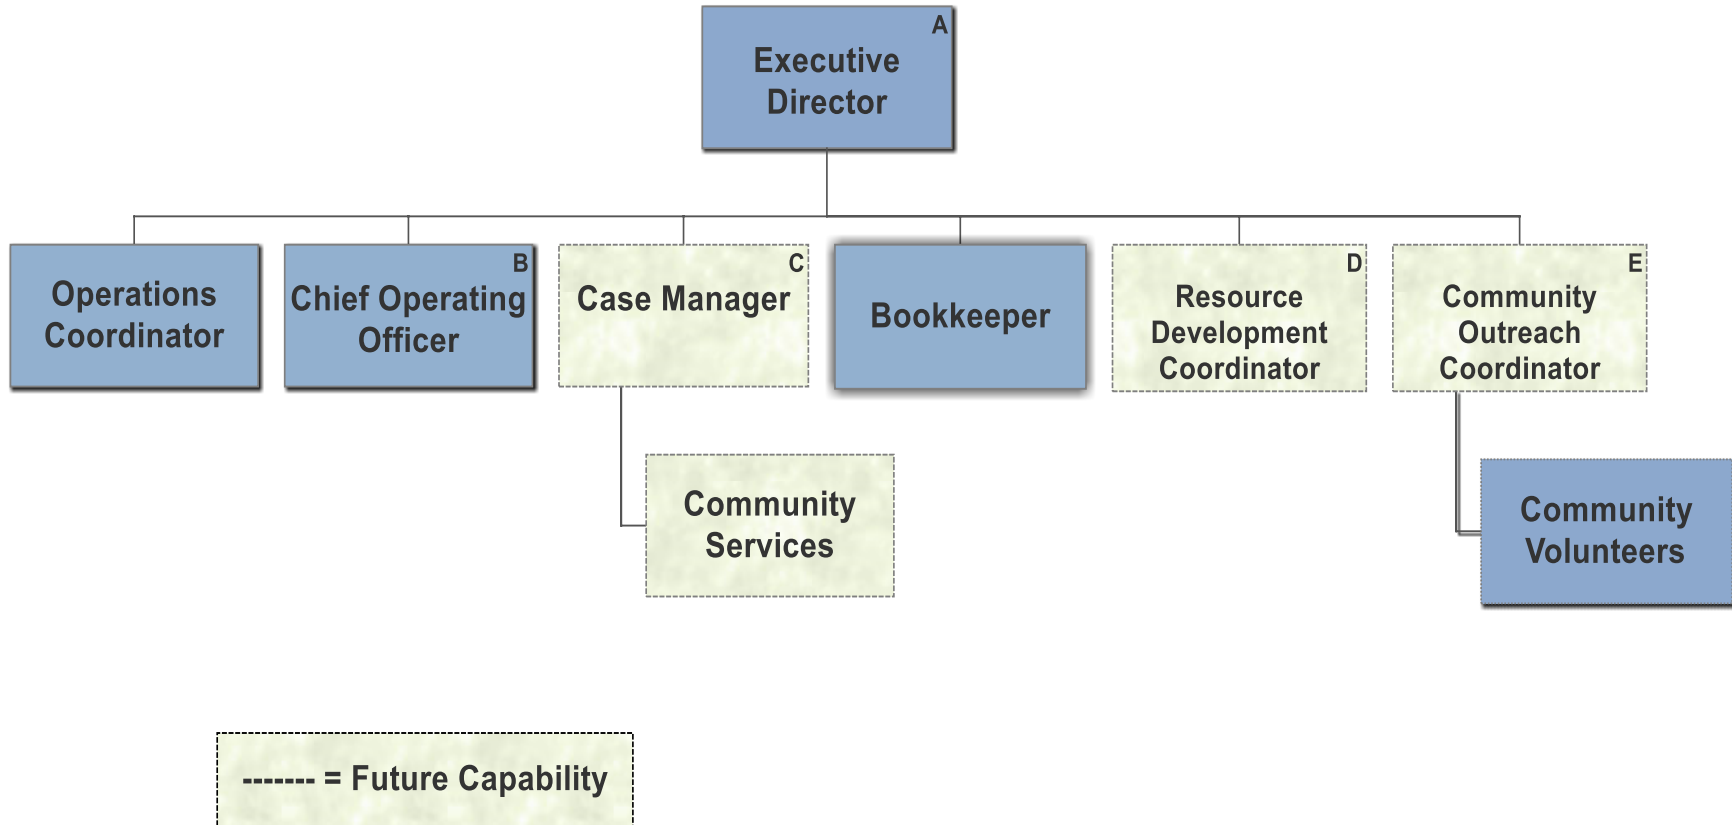 A
Executive
Director
Operations
Coordinator
B
Chief Operating
Officer
C
Case Manager
Bookkeeper
D
Resource
Development
Coordinator
E
Community
Outreach
Coordinator
Community
Services
Community
Volunteers
------- = Future Capability